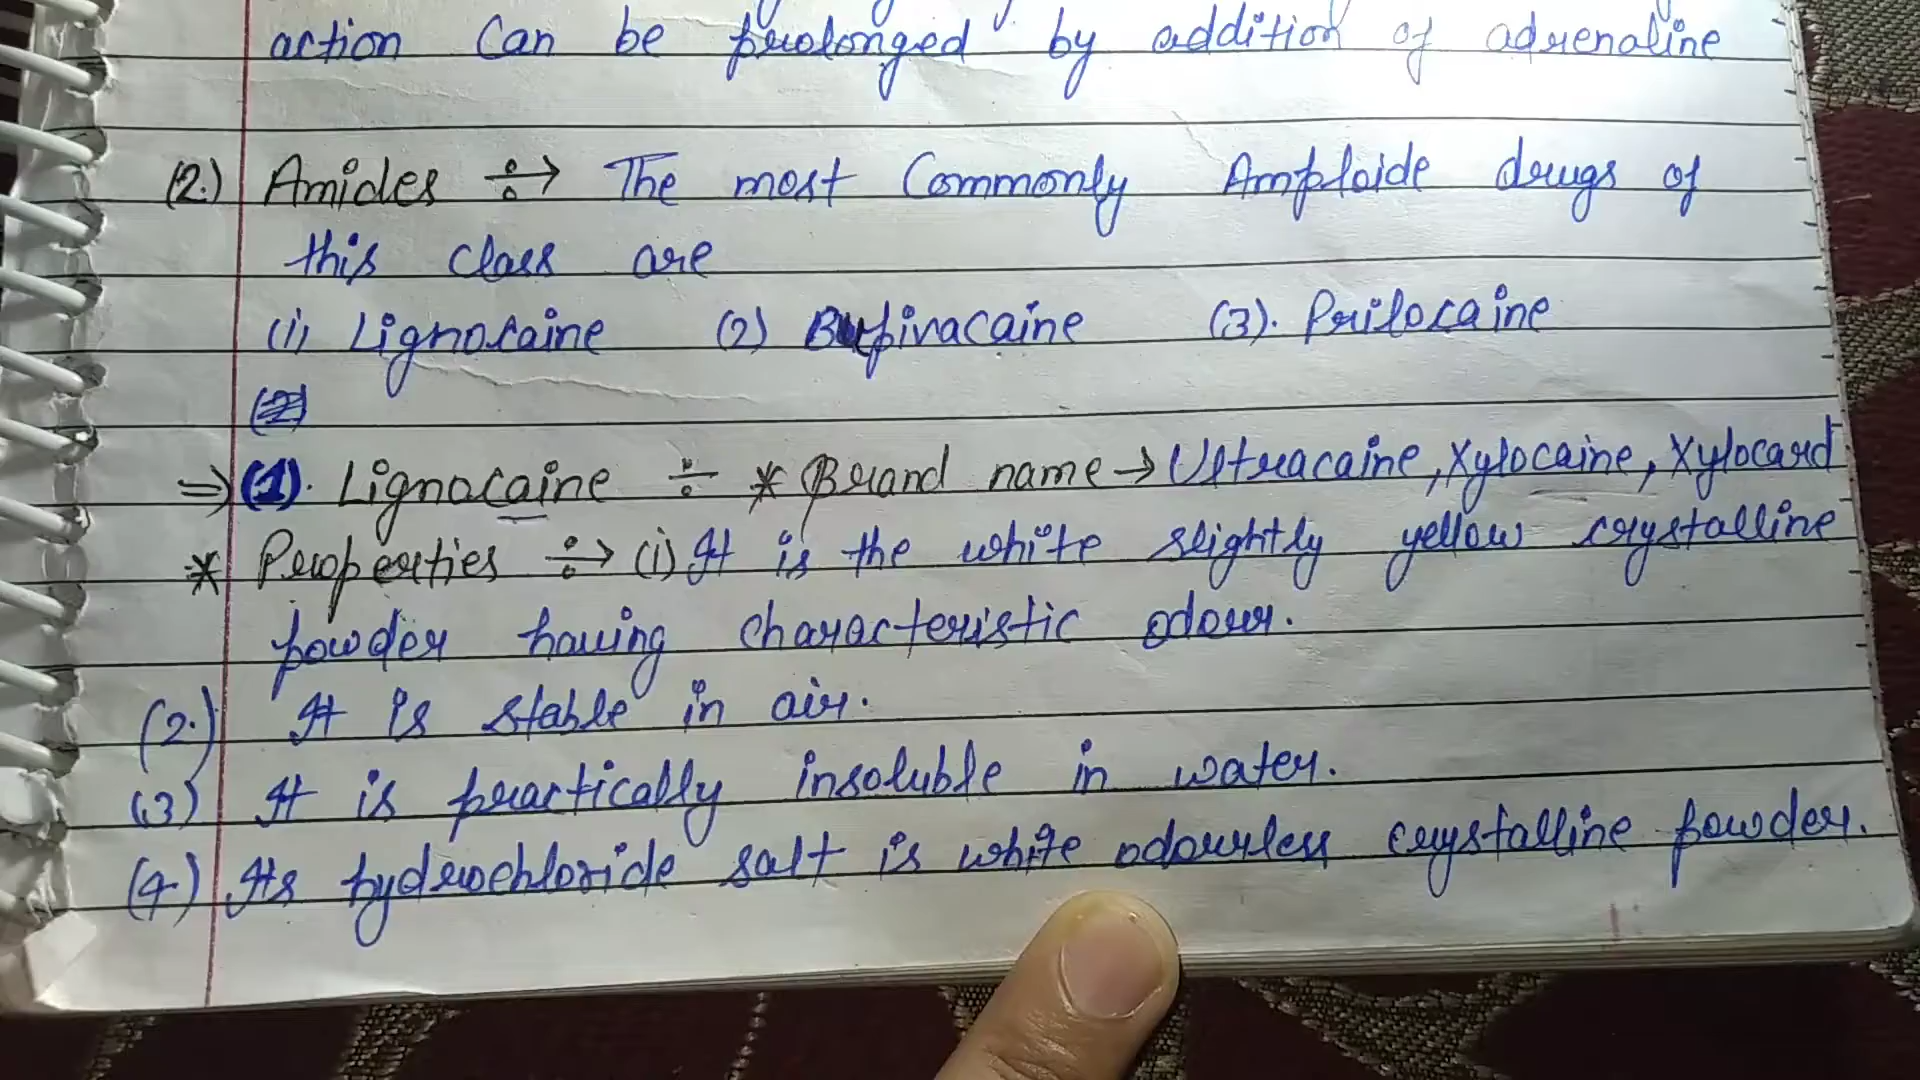 action can be prolonged by addition of adrenaline
(2.) Amides ÷→ The most Commonly Amploide drugs of
this class are
(i) Lignocaine (2) Bupivacaine (3). Prilocaine
(2)
⇒ (1). Lignocaine ÷ * Brand name → Ultracaine, Xylocaine, Xylocard
* Properties ÷→ (i) It is the white slightly yellow crystalline
powder having characteristic odour.
(2.) It is stable in air.
(3) It is practically insoluble in water.
(4) Its hydrochloride salt is white odourless crystalline powder.